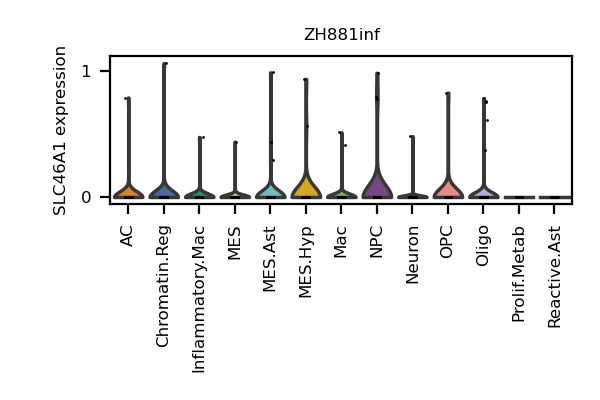 ZH881inf
SLC46A1 expression
1
0
AC
Chromatin.Reg
Inflammatory.Mac
MES
MES.Ast
MES.Hyp
Mac
NPC
Neuron
OPC
Oligo
Prolif.Metab
Reactive.Ast